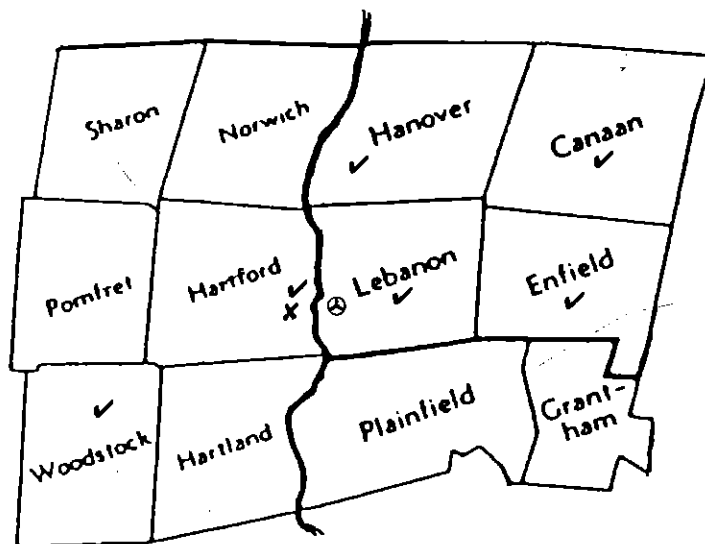 Sharon
Norwich
Hanover
Canaan
Pomfret
Hartford
Lebanon
Enfield
Woodstock
Hartland
Plainfield
Grant-
ham